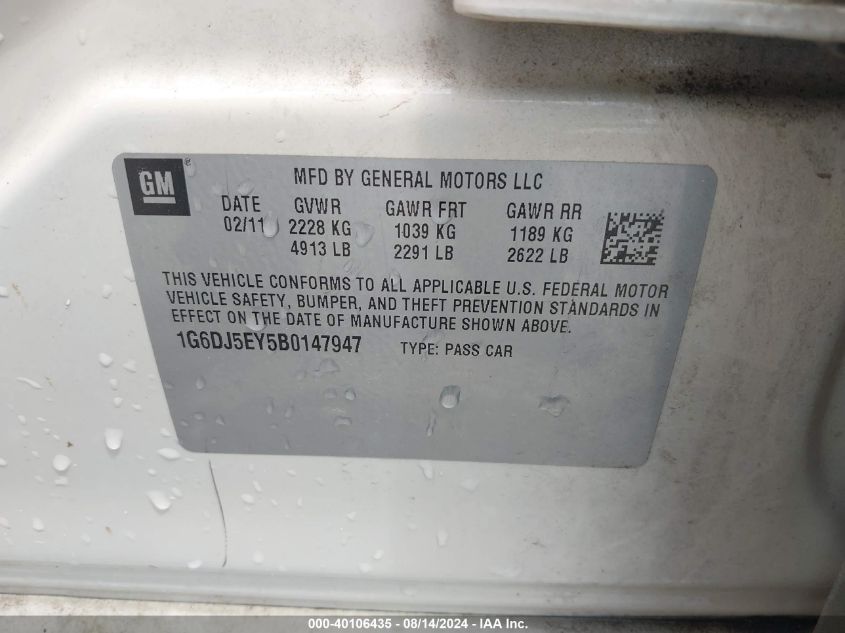 GM ®
MFD BY GENERAL MOTORS LLC
DATE GVWR GAWR FRT GAWR RR
02/11 2228 KG 1039 KG 1189 KG
4913 LB 2291 LB 2622 LB
THIS VEHICLE CONFORMS TO ALL APPLICABLE U.S. FEDERAL MOTOR
VEHICLE SAFETY, BUMPER, AND THEFT PREVENTION STANDARDS IN
EFFECT ON THE DATE OF MANUFACTURE SHOWN ABOVE.
1G6DJ5EY5B0147947 TYPE: PASS CAR
000-40106435 - 08/14/2024 - IAA Inc.